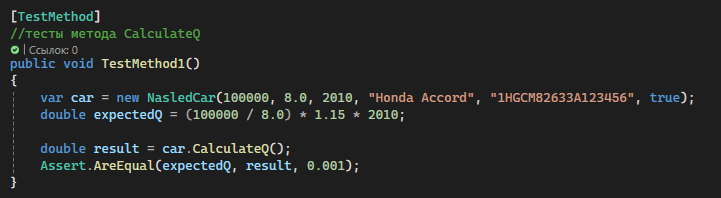 [TestMethod]
//тесты метода CalculateQ
| Ссылок: 0
public void TestMethod1()
{
var car = new NasledCar(100000, 8.0, 2010, "Honda Accord", "1HGCM82633A123456", true);
double expectedQ = (100000 / 8.0) * 1.15 * 2010;
double result = car.CalculateQ();
Assert.AreEqual(expectedQ, result, 0.001);
}